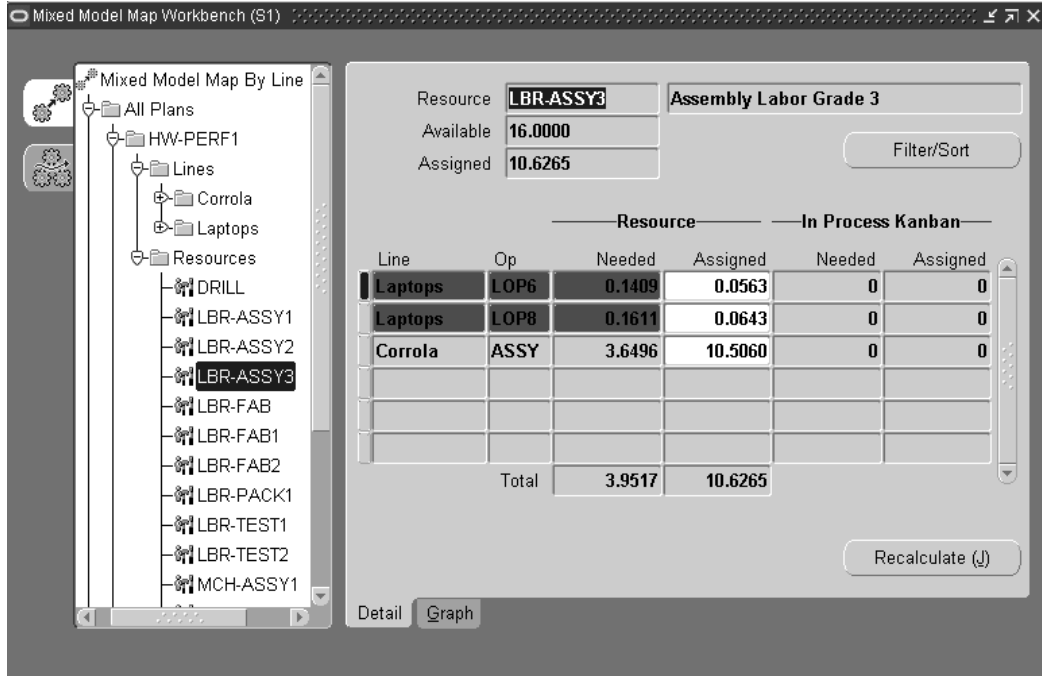 Mixed Model Map Workbench (S1)
Mixed Model Map By Line
All Plans
HW-PERF1
Lines
Corrola
Laptops
Resources
DRILL
LBR-ASSY1
LBR-ASSY2
LBR-ASSY3
LBR-FAB
LBR-FAB1
LBR-FAB2
LBR-PACK1
LBR-TEST1
LBR-TEST2
MCH-ASSY1
Resource LBR-ASSY3 Assembly Labor Grade 3
Available 16.0000
Assigned 10.6265
Filter/Sort
Resource In Process Kanban
Line Op Needed Assigned Needed Assigned
Laptops LOP6 0.1409 0.0563 0 0
Laptops LOP8 0.1611 0.0643 0 0
Corrola ASSY 3.6496 10.5060 0 0
Total 3.9517 10.6265
Recalculate (J)
Detail Graph